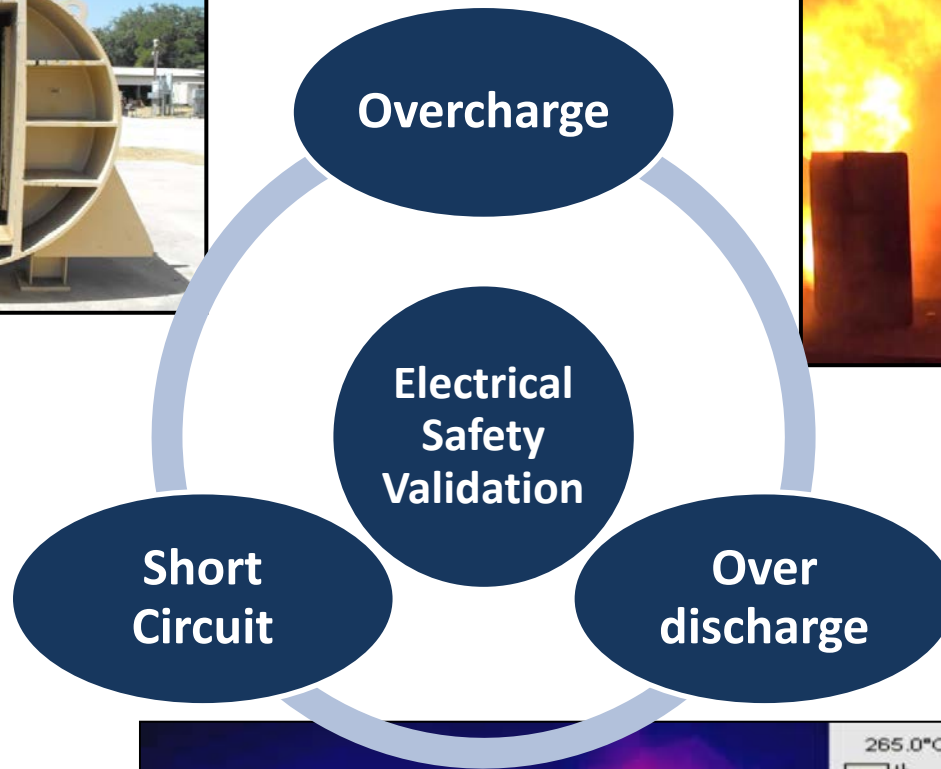 Overcharge
Electrical
Safety
Validation
Short
Circuit
Over
discharge
265.0°C